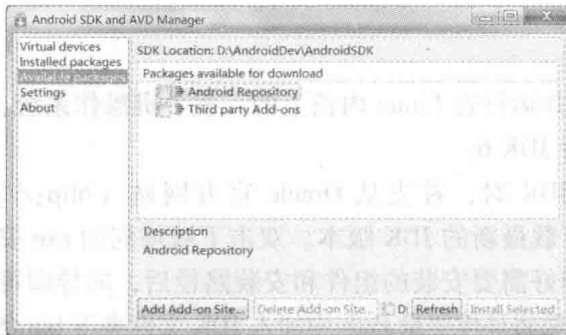 Android SDK and AVD Manager
Virtual devices
Installed packages
Available packages
Settings
About
SDK Location: D:\AndroidDev\AndroidSDK
Packages available for download
Android Repository
Third party Add-ons
Description
Android Repository
Add Add-on Site... Delete Add-on Site... D Refresh Install Selected